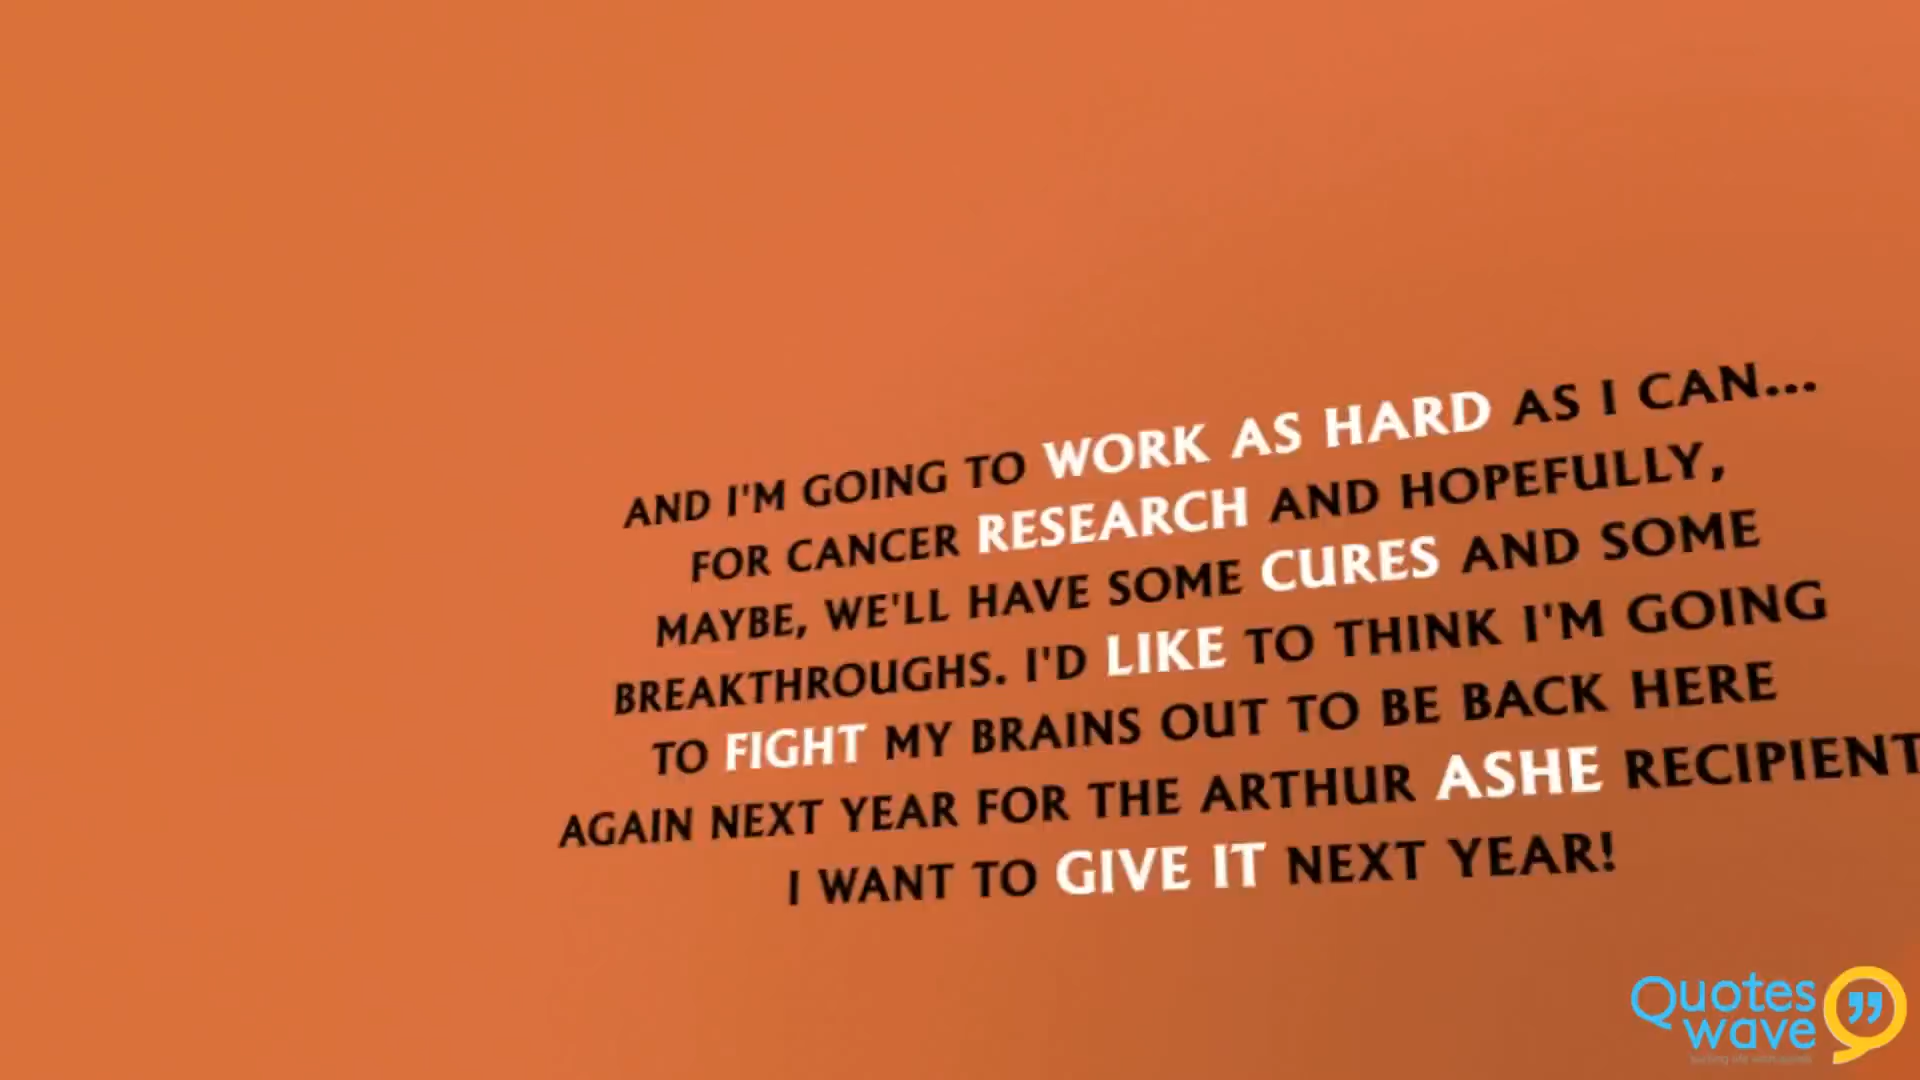 AND I'M GOING TO WORK AS HARD AS I CAN...
FOR CANCER RESEARCH AND HOPEFULLY,
MAYBE, WE'LL HAVE SOME CURES AND SOME
BREAKTHROUGHS. I'D LIKE TO THINK I'M GOING
TO FIGHT MY BRAINS OUT TO BE BACK HERE
AGAIN NEXT YEAR FOR THE ARTHUR ASHE RECIPIENT
I WANT TO GIVE IT NEXT YEAR!
Quotes
wave